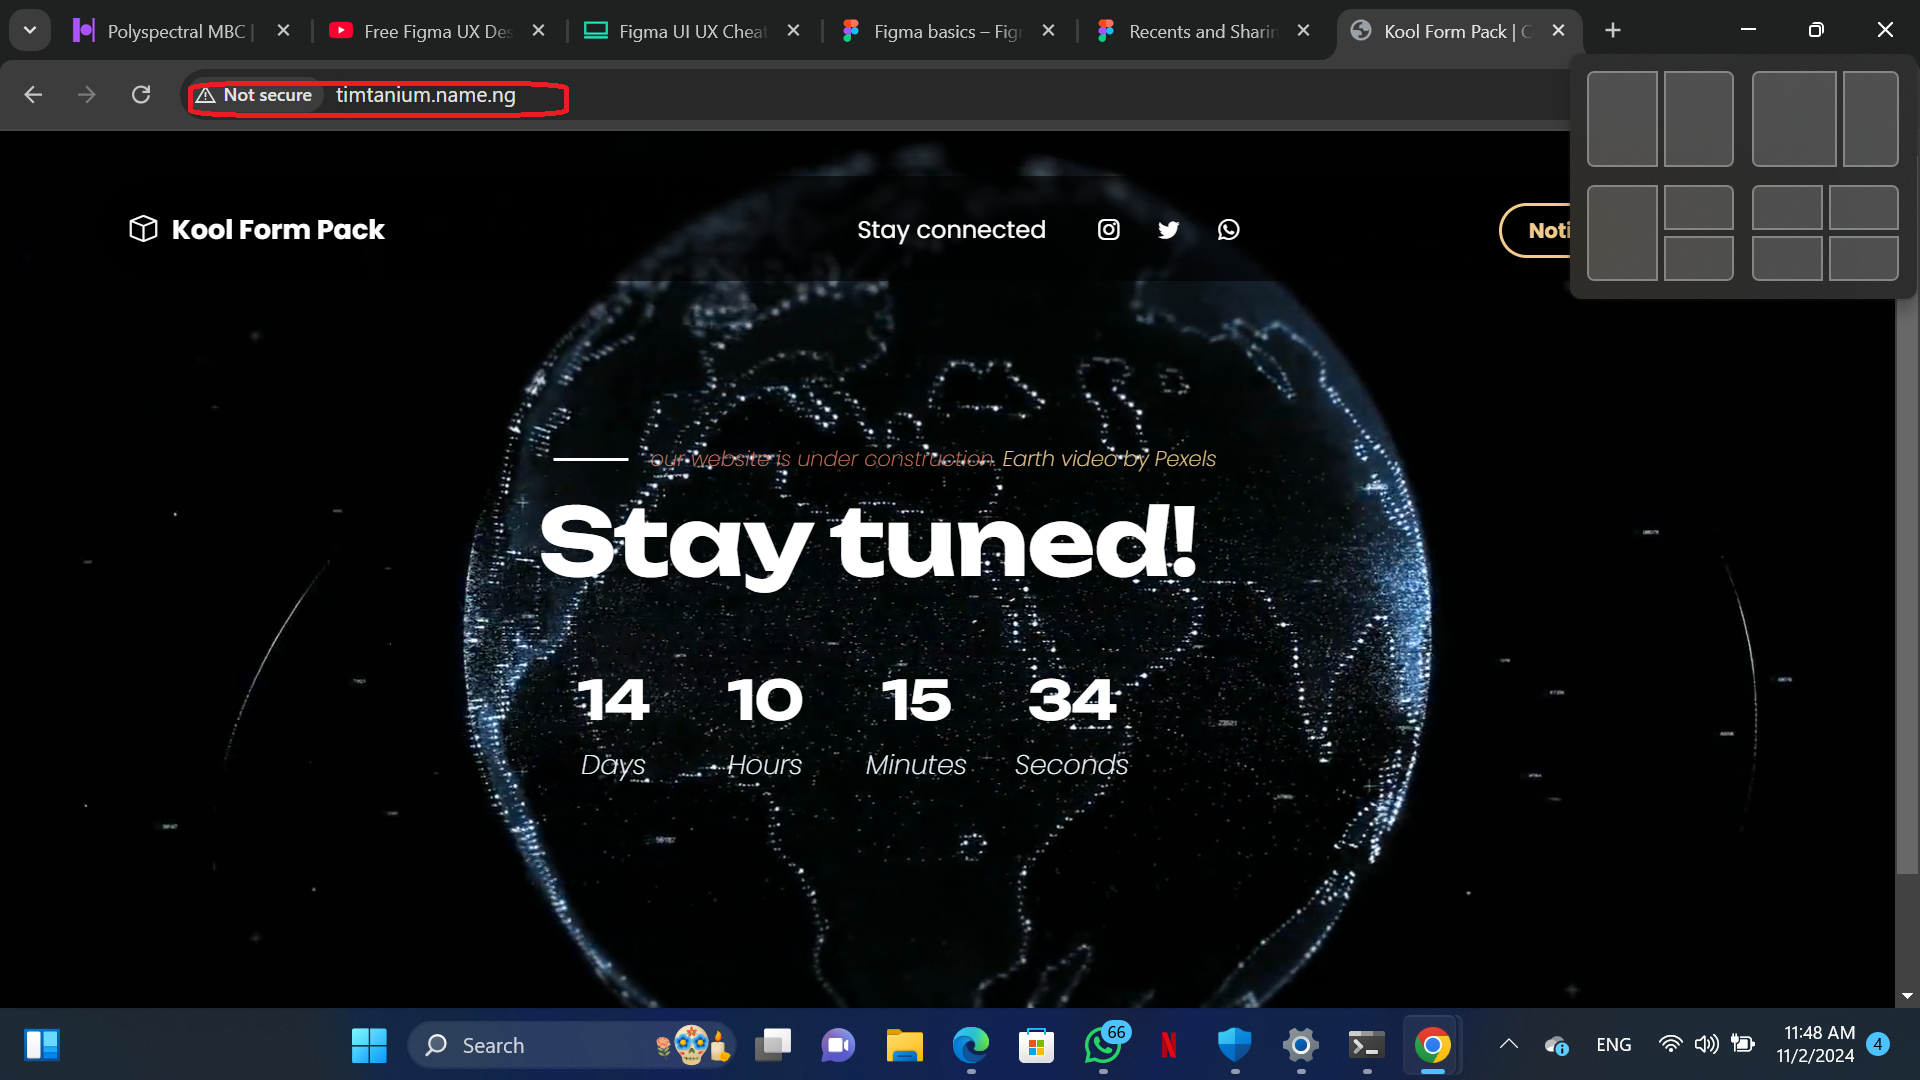 Polyspectral MBC |
Free Figma UX Des
Figma UI UX Cheat
Figma basics – Figm
Recents and Sharin
Kool Form Pack | C
Not secure
timtanium.name.ng
Kool Form Pack
Stay connected
Noti
our website is under construction. Earth video by Pexels
Stay tuned!
14 10 15 34
Days Hours Minutes Seconds
Search
66
ENG
11:48 AM
11/2/2024
4